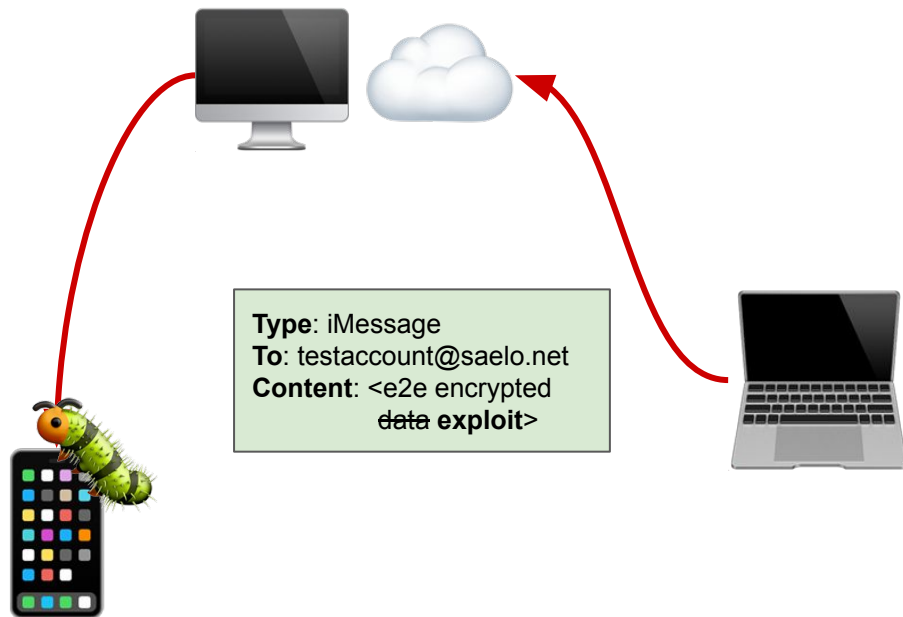 Type: iMessage
To: testaccount@saelo.net
Content: <e2e encrypted
data exploit>